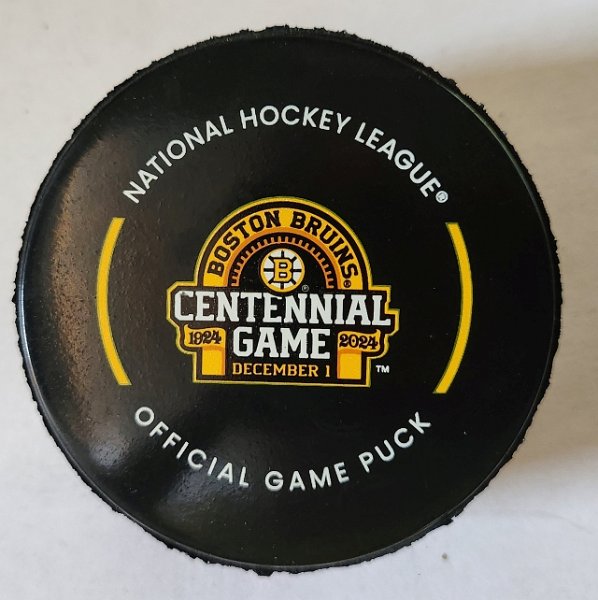 NATIONAL HOCKEY LEAGUE®
BOSTON BRUINS®
B
®
CENTENNIAL
1924 GAME 2024
DECEMBER 1 ™
OFFICIAL GAME PUCK